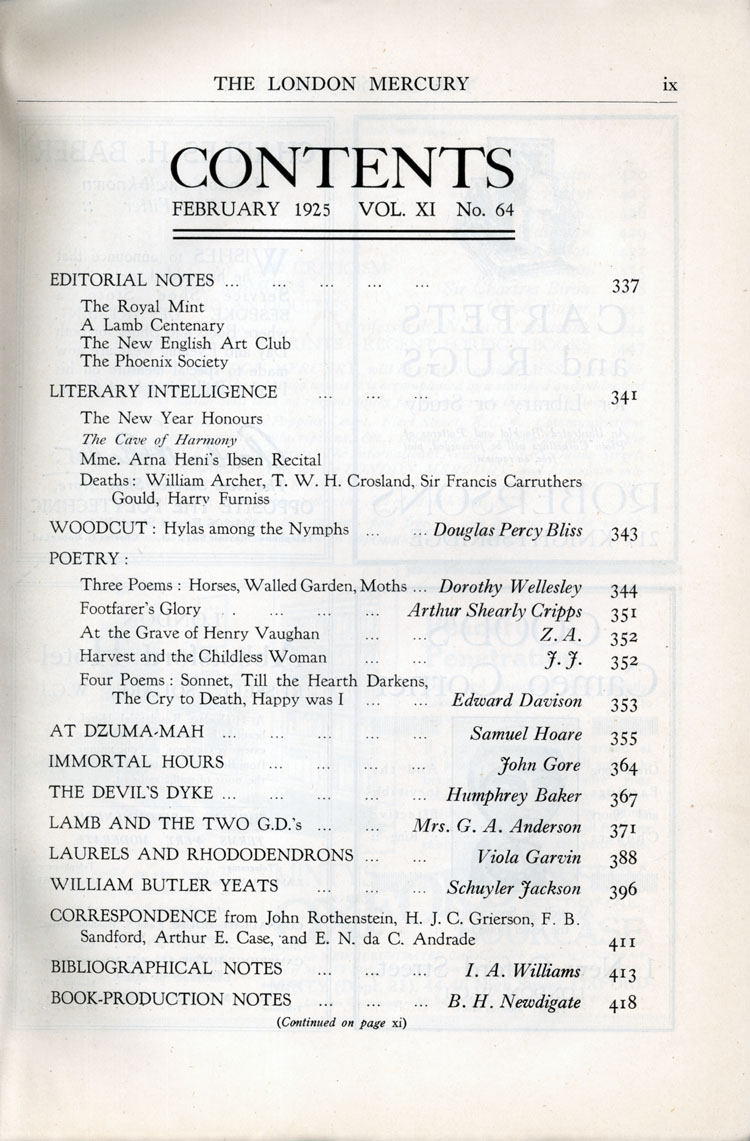 THE LONDON MERCURY ix
CONTENTS
FEBRUARY 1925 VOL. XI No. 64
EDITORIAL NOTES ... ... ... ... ... 337
The Royal Mint
A Lamb Centenary
The New English Art Club
The Phoenix Society
LITERARY INTELLIGENCE ... ... ... 341
The New Year Honours
The Cave of Harmony
Mme. Arna Heni's Ibsen Recital
Deaths: William Archer, T. W. H. Crosland, Sir Francis Carruthers
Gould, Harry Furniss
WOODCUT : Hylas among the Nymphs ... ... Douglas Percy Bliss 343
POETRY :
Three Poems : Horses, Walled Garden, Moths ... Dorothy Wellesley 344
Footfarer's Glory . ... ... ... Arthur Shearly Cripps 351
At the Grave of Henry Vaughan ... ... Z. A. 352
Harvest and the Childless Woman ... ... J. J. 352
Four Poems : Sonnet, Till the Hearth Darkens,
The Cry to Death, Happy was I ... ... Edward Davison 353
AT DZUMA-MAH ... ... ... ... ... Samuel Hoare 355
IMMORTAL HOURS ... ... ... ... John Gore 364
THE DEVIL'S DYKE ... ... ... ... ... Humphrey Baker 367
LAMB AND THE TWO G.D.'s ... ... ... Mrs. G. A. Anderson 371
LAURELS AND RHODODENDRONS ... ... Viola Garvin 388
WILLIAM BUTLER YEATS ... ... ... Schuyler Jackson 396
CORRESPONDENCE from John Rothenstein, H. J. C. Grierson, F. B.
Sandford, Arthur E. Case, and E. N. da C. Andrade 411
BIBLIOGRAPHICAL NOTES ... ... ... I. A. Williams 413
BOOK-PRODUCTION NOTES ... ... ... B. H. Newdigate 418
(Continued on page xi)